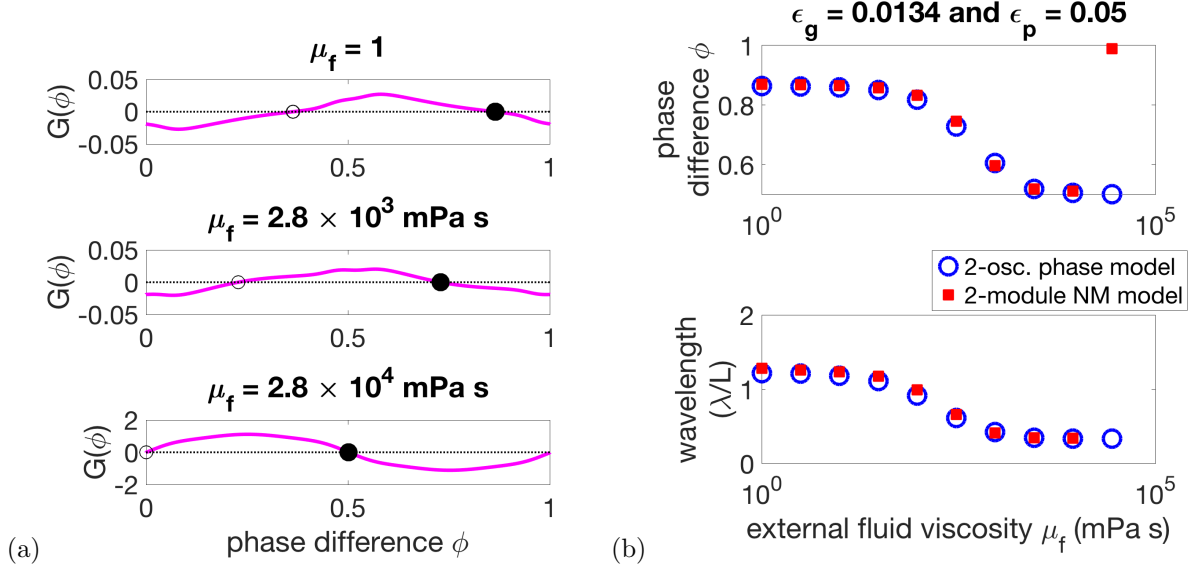 μf = 1
G(ϕ)
0.05
0
-0.05
0
0.5
1
μf = 2.8 × 10³ mPa s
G(ϕ)
0.05
0
-0.05
0
0.5
1
μf = 2.8 × 10⁴ mPa s
G(ϕ)
2
0
-2
0
0.5
1
phase difference ϕ
(a)
ϵg = 0.0134 and ϵp = 0.05
phase
difference ϕ
1
0.8
0.6
10⁰
10⁵
2-osc. phase model
2-module NM model
wavelength
(λ/L)
2
1
0
10⁰
10⁵
external fluid viscosity μf (mPa s)
(b)